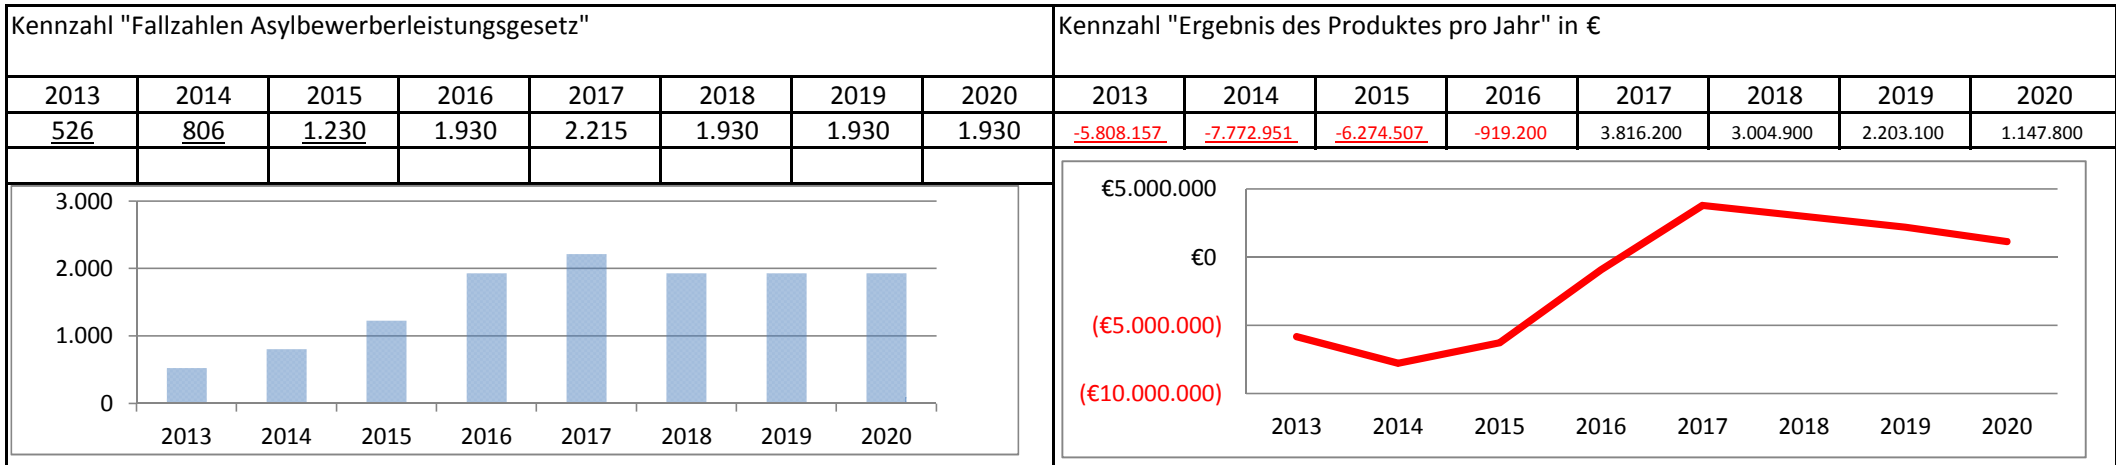 Kennzahl "Fallzahlen Asylbewerberleistungsgesetz"
2013 2014 2015 2016 2017 2018 2019 2020
526 806 1.230 1.930 2.215 1.930 1.930 1.930
3.000
2.000
1.000
0
2013 2014 2015 2016 2017 2018 2019 2020
Kennzahl "Ergebnis des Produktes pro Jahr" in €
2013 2014 2015 2016 2017 2018 2019 2020
-5.808.157 -7.772.951 -6.274.507 -919.200 3.816.200 3.004.900 2.203.100 1.147.800
€5.000.000
€0
(€5.000.000)
(€10.000.000)
2013 2014 2015 2016 2017 2018 2019 2020